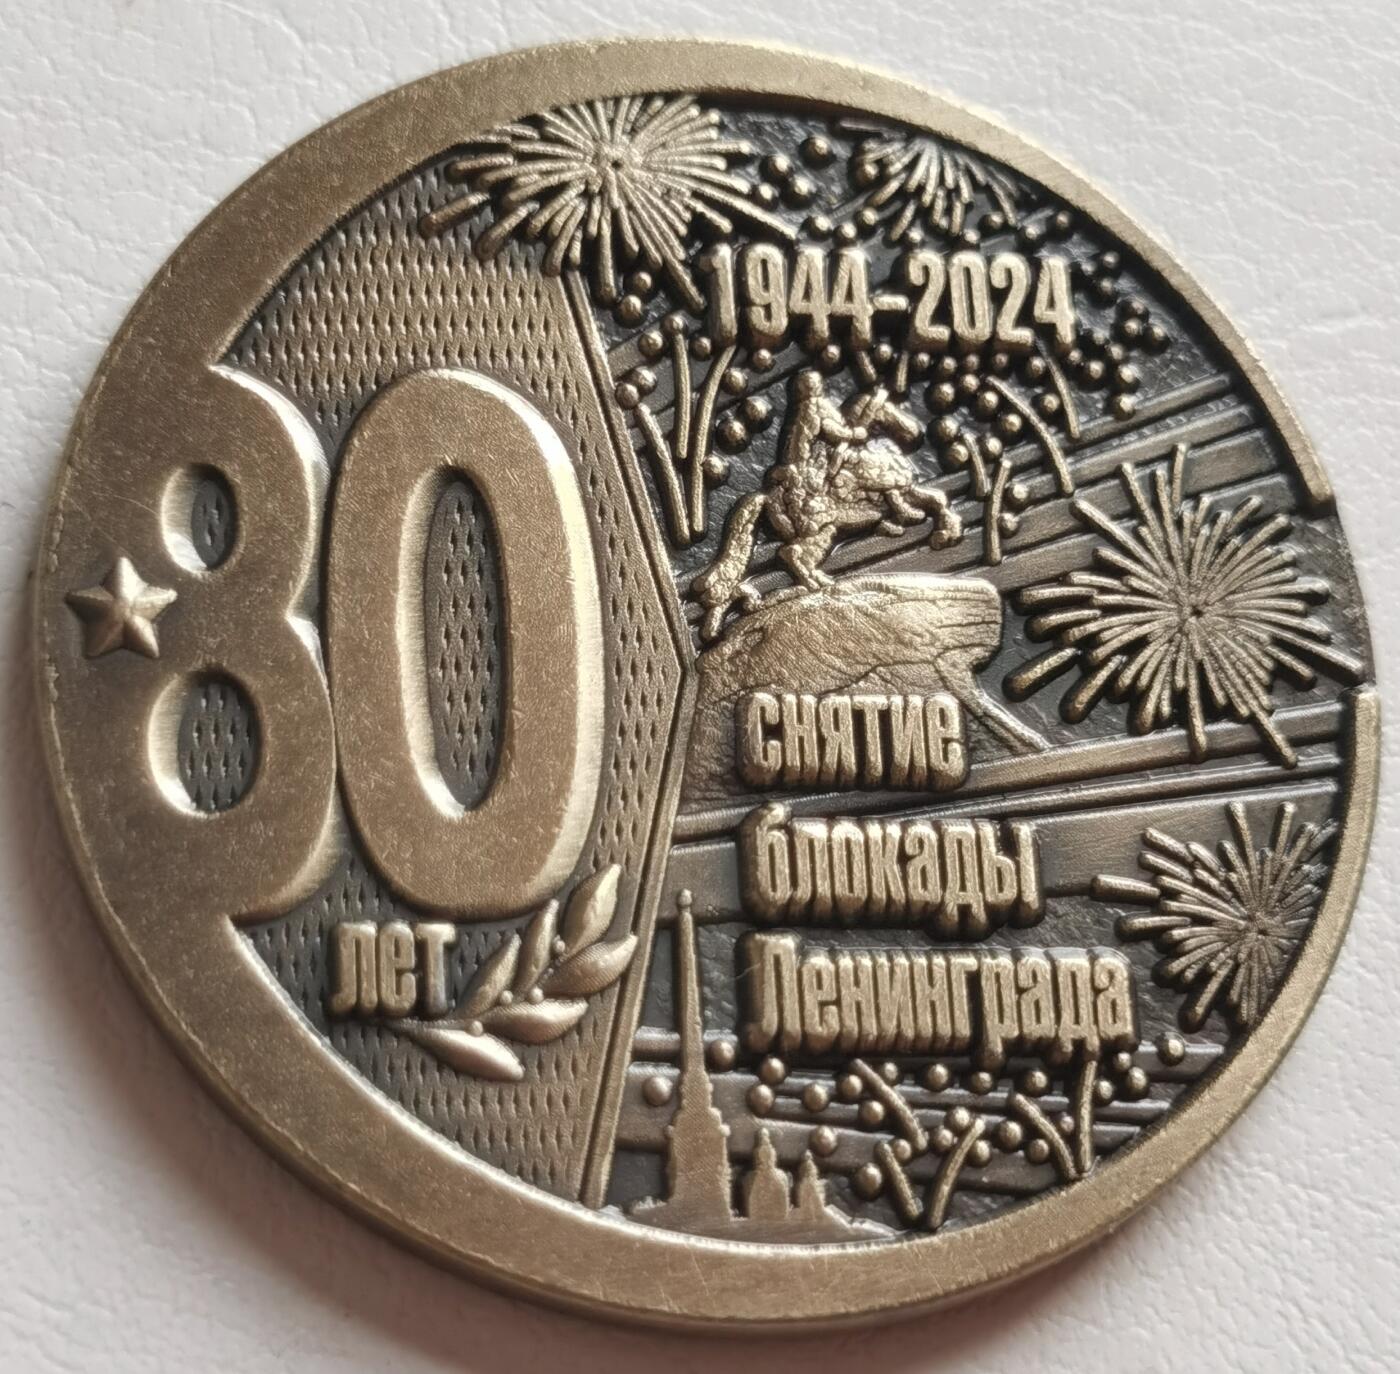 80
лет
1944-2024
снятие
блокады
Ленинграда